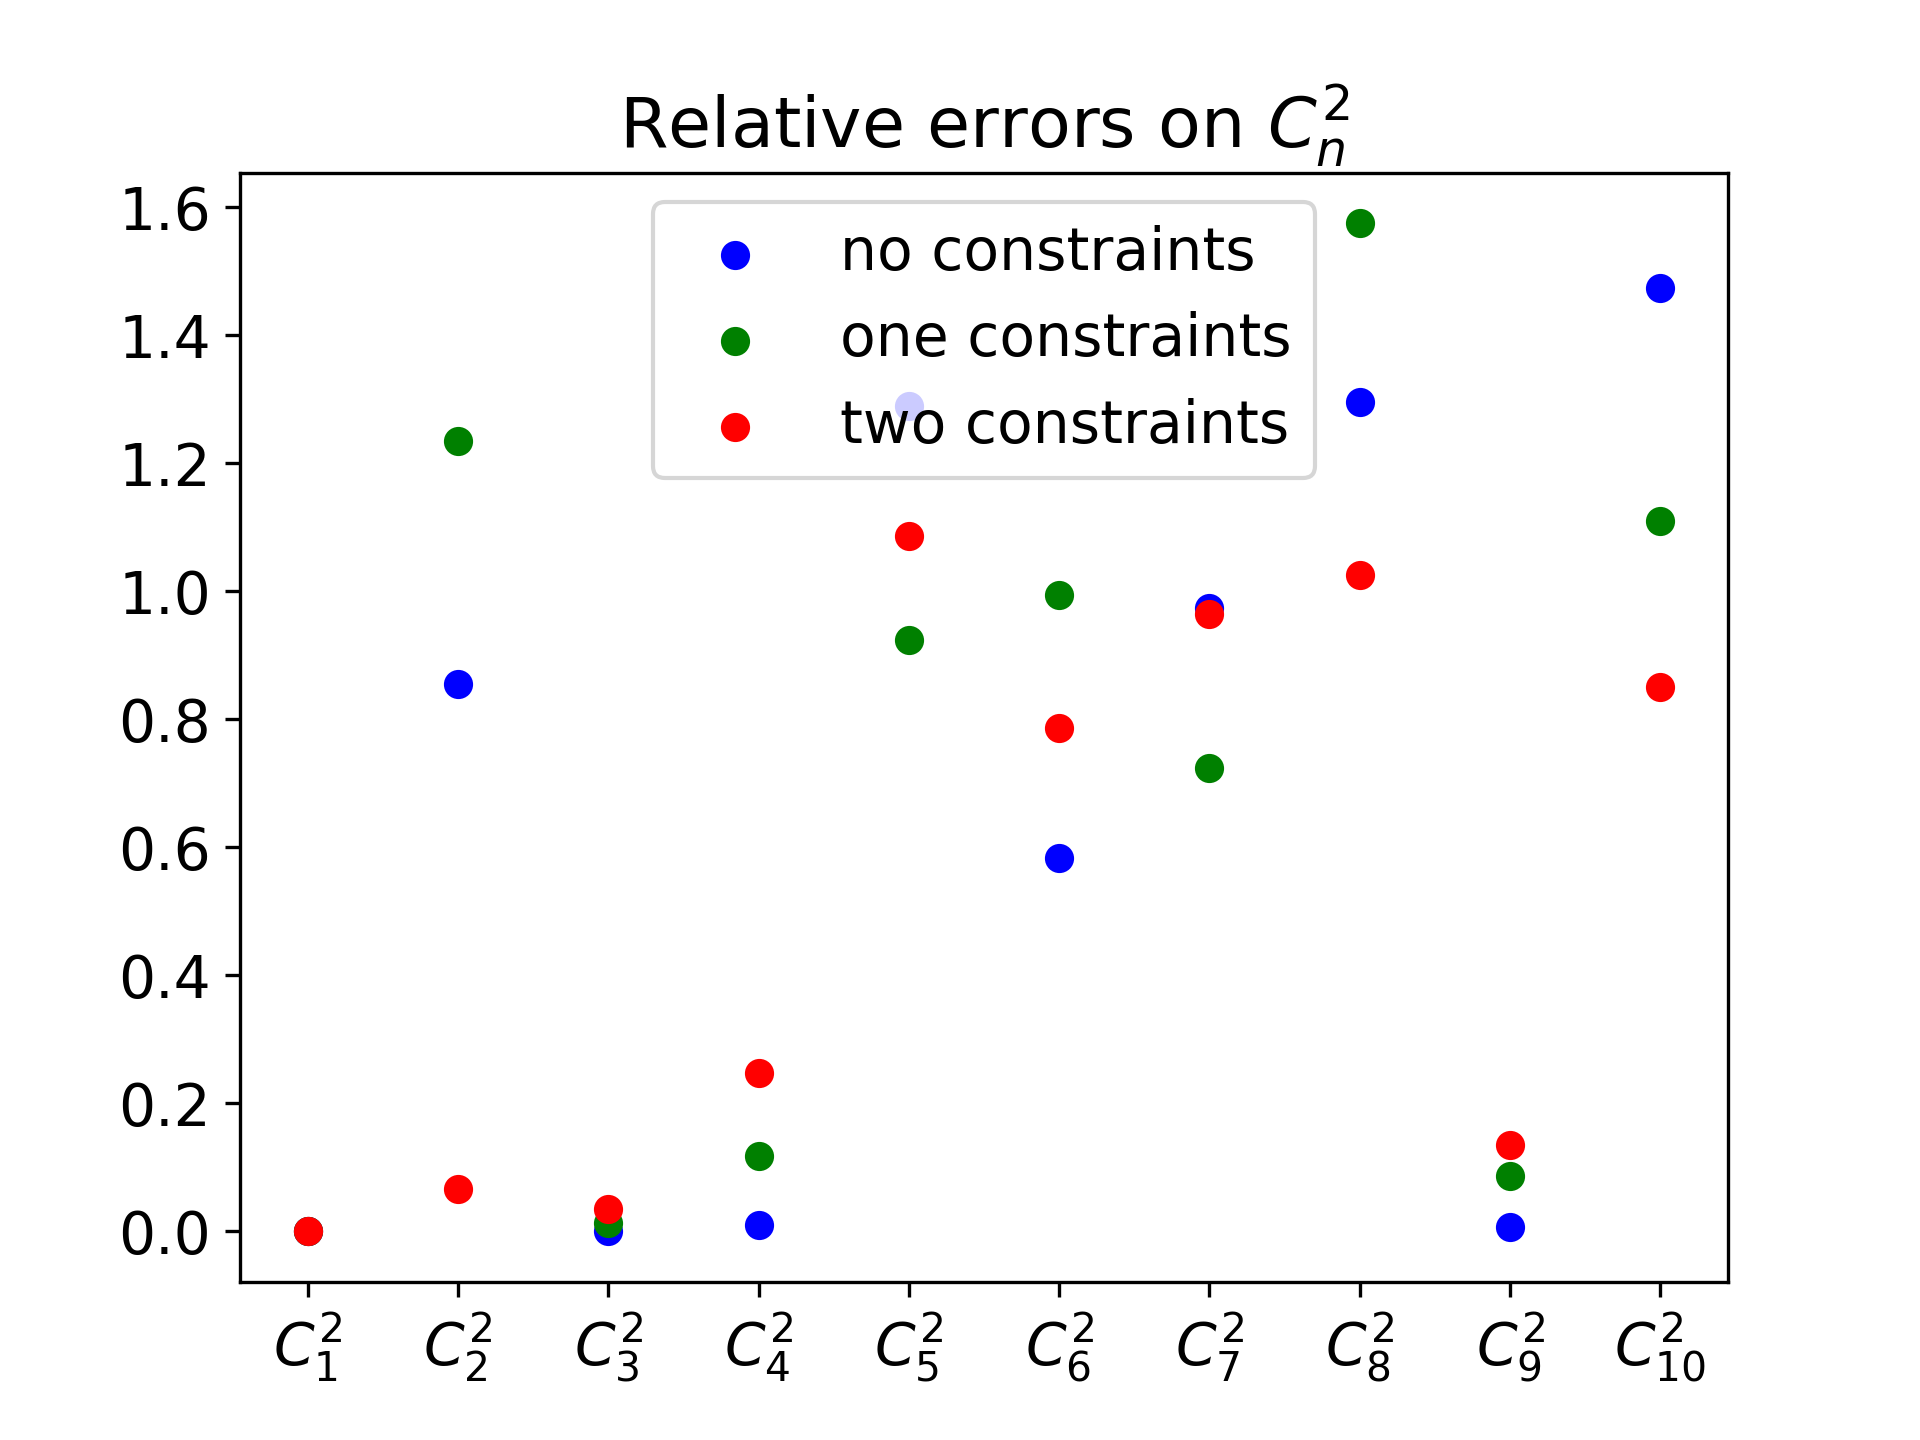 Relative errors on $C_n^2$
no constraints
one constraints
two constraints
1.6
1.4
1.2
1.0
0.8
0.6
0.4
0.2
0.0
$C_1^2$ $C_2^2$ $C_3^2$ $C_4^2$ $C_5^2$ $C_6^2$ $C_7^2$ $C_8^2$ $C_9^2$ $C_{10}^2$